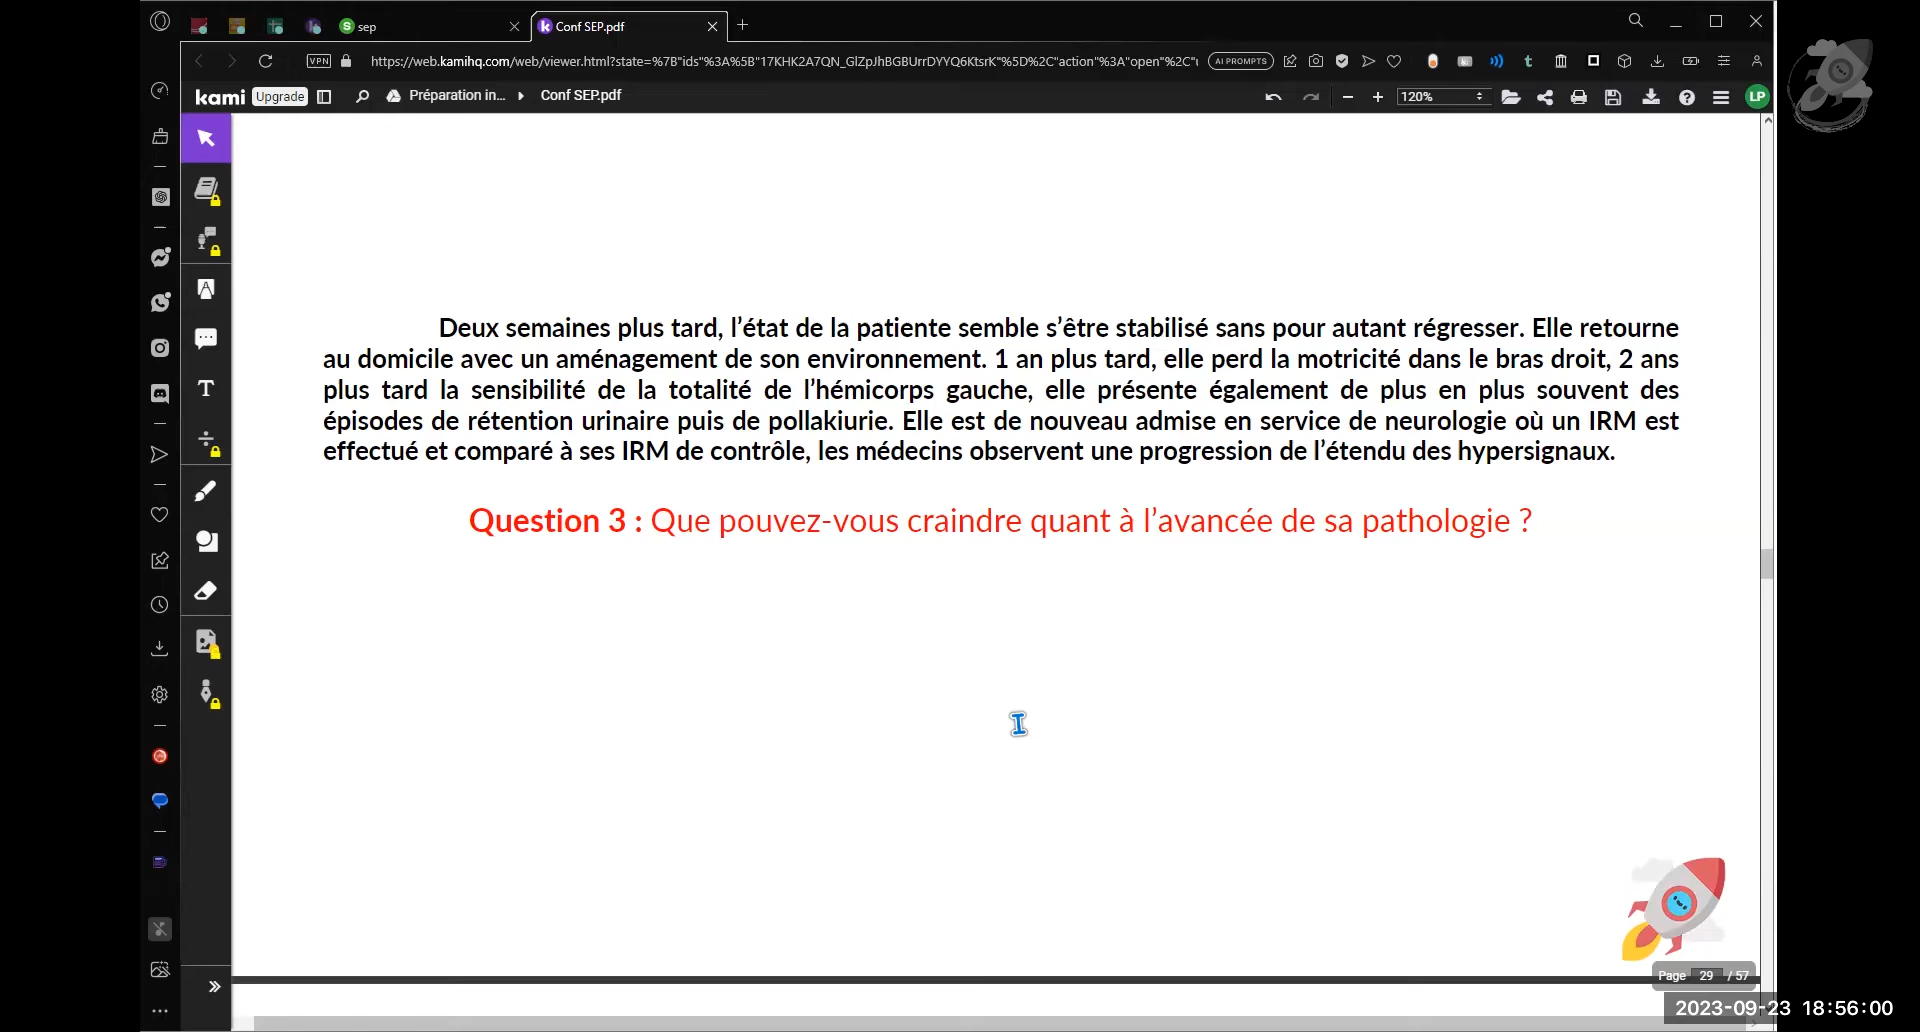 sep
Conf SEP.pdf
VPN
https://web.kamihq.com/web/viewer.html?state=%7B"ids"%3A%5B"17KHK2A7QN_GlZpJhBGBUrrDYYQ6KtsrK"%5D%2C"action"%3A"open"%2C"u
AI PROMPTS
kami
Upgrade
Préparation in...
Conf SEP.pdf
120%
LP
Deux semaines plus tard, l’état de la patiente semble s’être stabilisé sans pour autant régresser. Elle retourne
au domicile avec un aménagement de son environnement. 1 an plus tard, elle perd la motricité dans le bras droit, 2 ans
plus tard la sensibilité de la totalité de l’hémicorps gauche, elle présente également de plus en plus souvent des
épisodes de rétention urinaire puis de pollakiurie. Elle est de nouveau admise en service de neurologie où un IRM est
effectué et comparé à ses IRM de contrôle, les médecins observent une progression de l’étendu des hypersignaux.
Question 3 : Que pouvez-vous craindre quant à l’avancée de sa pathologie ?
Page 29 / 57
2023-09-23 18:56:00